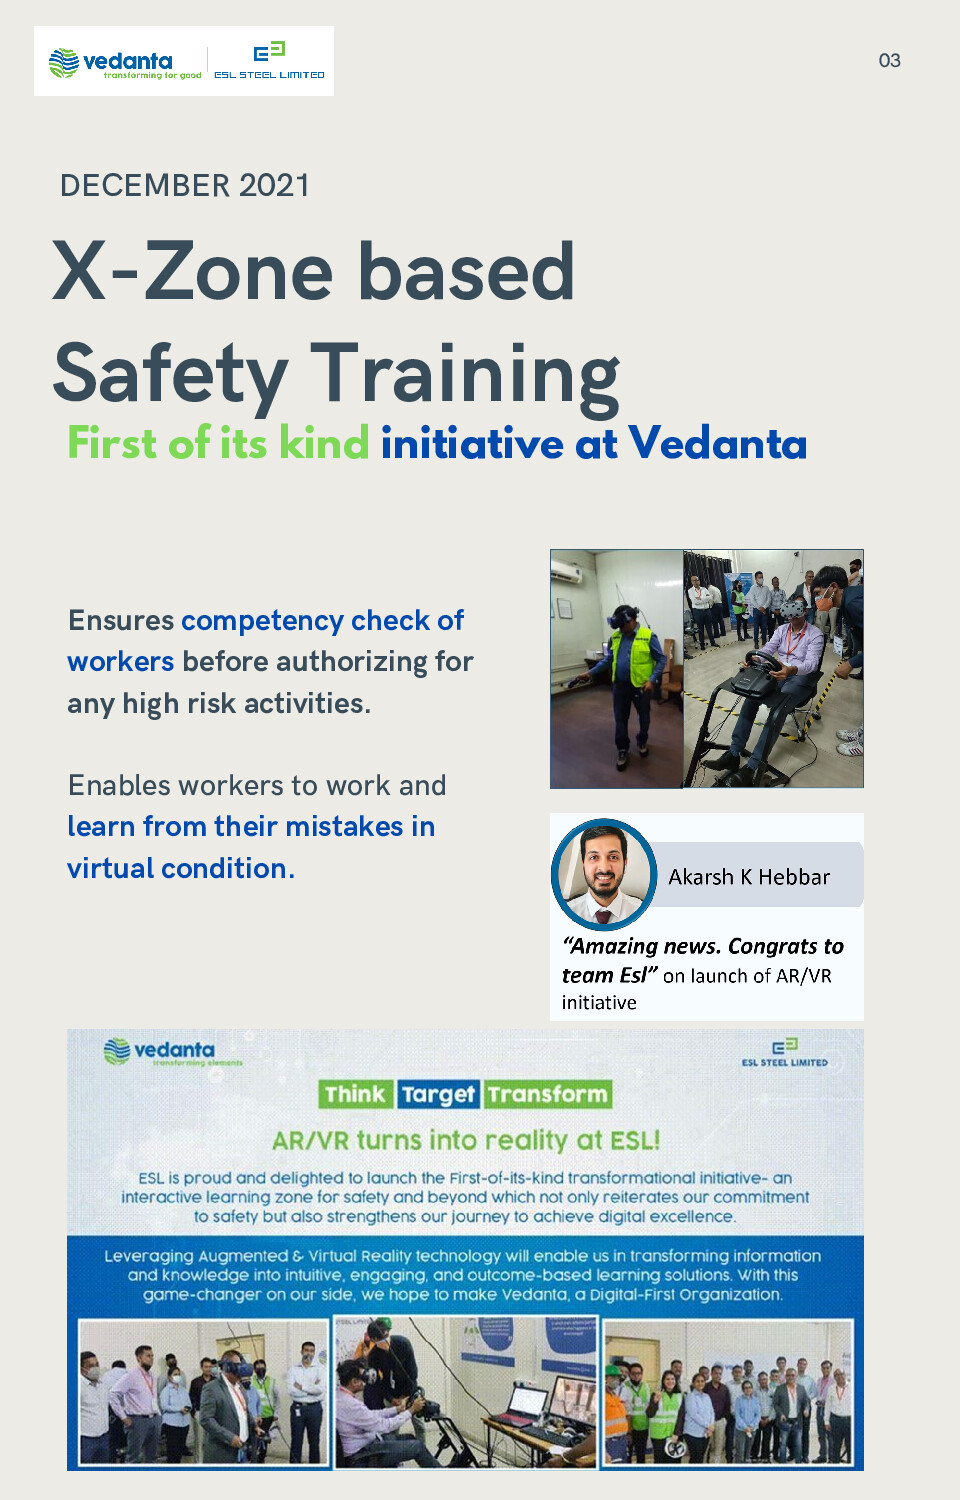 vedanta
transforming for good
ESL STEEL LIMITED
03
DECEMBER 2021
X-Zone based
Safety Training
First of its kind initiative at Vedanta
Ensures competency check of
workers before authorizing for
any high risk activities.
Enables workers to work and
learn from their mistakes in
virtual condition.
Akarsh K Hebbar
“Amazing news. Congrats to
team Esl” on launch of AR/VR
initiative
vedanta
transforming elements
ESL STEEL LIMITED
Think Target Transform
AR/VR turns into reality at ESL!
ESL is proud and delighted to launch the First-of-its-kind transformational initiative- an
interactive learning zone for safety and beyond which not only reiterates our commitment
to safety but also strengthens our journey to achieve digital excellence.
Leveraging Augmented & Virtual Reality technology will enable us in transforming information
and knowledge into intuitive, engaging, and outcome-based learning solutions. With this
game-changer on our side, we hope to make Vedanta, a Digital-First Organization.